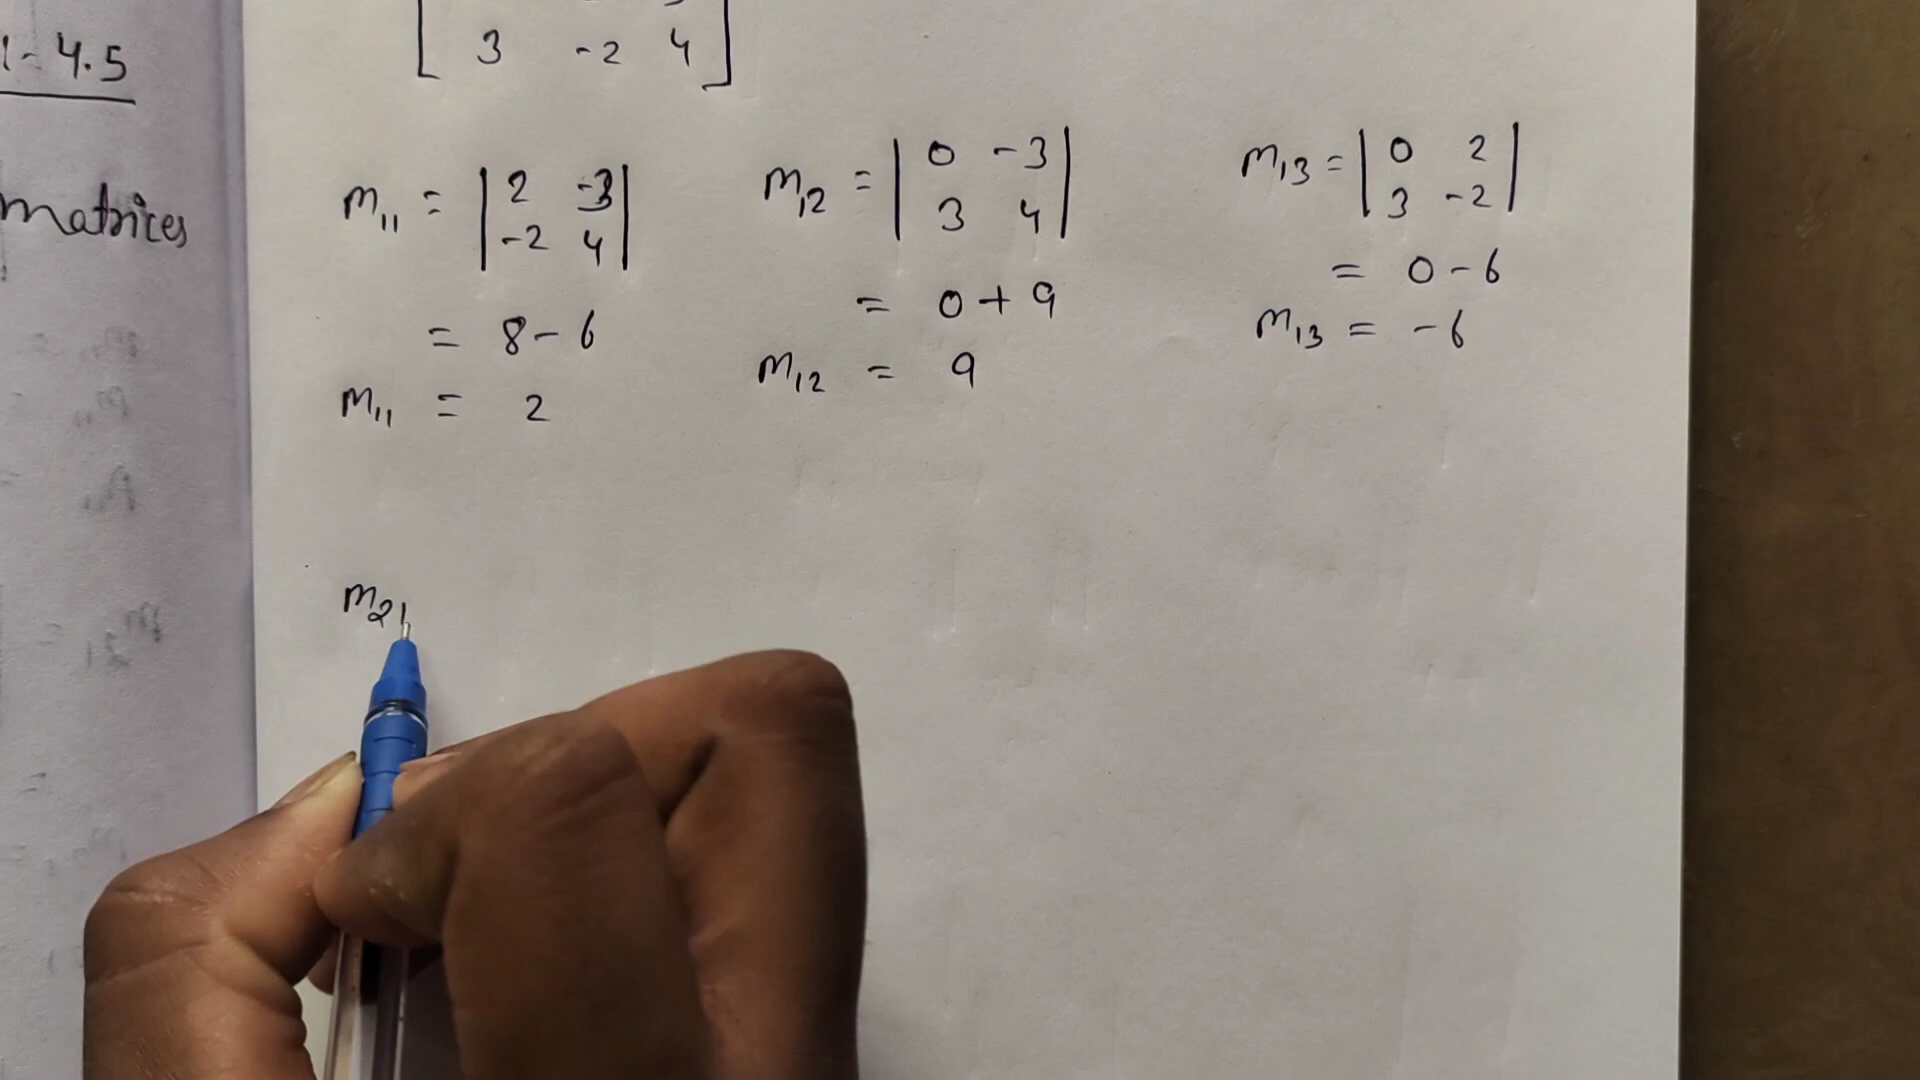 1-4.5
matrices
3 -2 4
m11 = | 2 -3 |
| -2 4 |
= 8 - 6
m11 = 2
m12 = | 0 -3 |
| 3 4 |
= 0 + 9
m12 = 9
m13 = | 0 2 |
| 3 -2 |
= 0 - 6
m13 = -6
m21